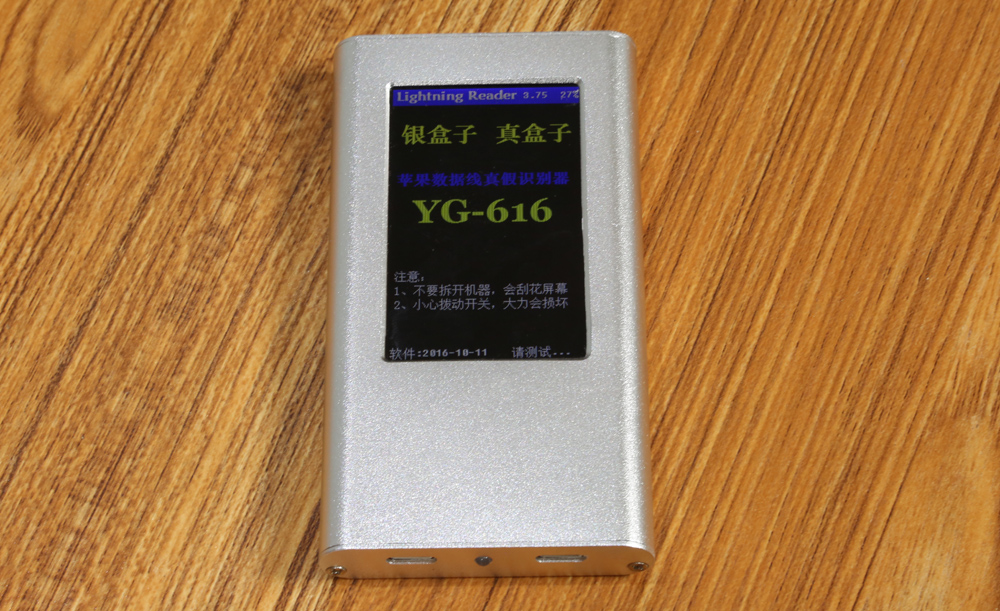 Lightning Reader 3.75 27%
银盒子 真盒子
苹果数据线真假识别器
YG-616
注意:
1、不要拆开机器，会刮花屏幕
2、小心拨动开关，大力会损坏
软件:2016-10-11 请测试...